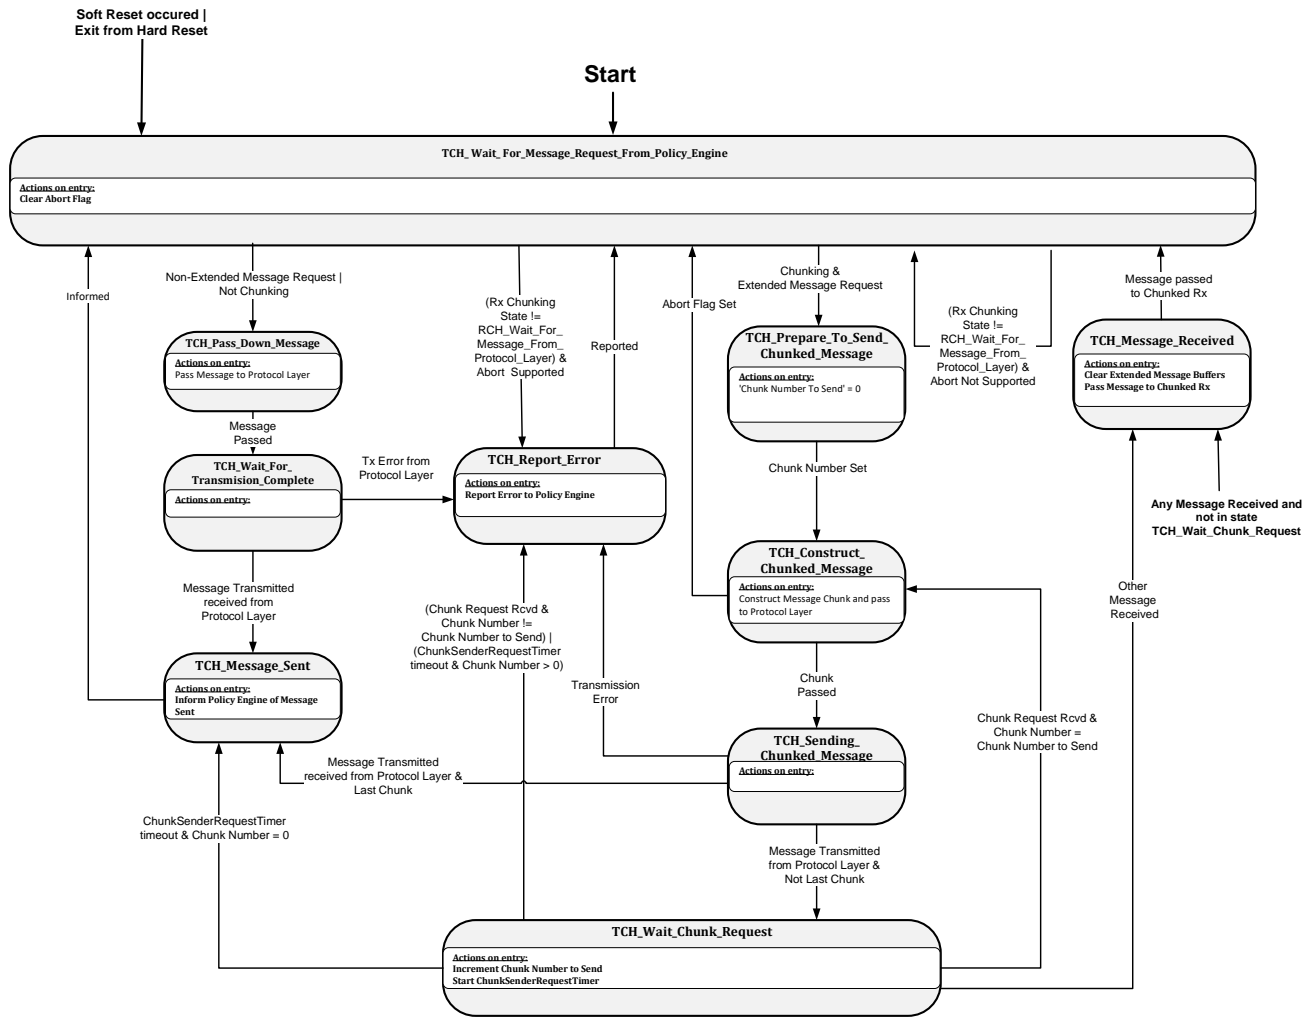 Soft Reset occured |
Exit from Hard Reset
Start
TCH_ Wait_ For_Message_Request_From_Policy_Engine
Actions on entry:
Clear Abort Flag
Informed
Non-Extended Message Request |
Not Chunking
(Rx Chunking
State !=
RCH_Wait_For_
Message_From_
Protocol_Layer) &
Abort  Supported
Reported
Abort Flag Set
Chunking &
Extended Message Request
(Rx Chunking
State !=
RCH_Wait_For_
Message_From_
Protocol_Layer) &
Abort Not Supported
Message passed
to Chunked Rx
TCH_Pass_Down_Message
Actions on entry:
Pass Message to Protocol Layer
TCH_Prepare_To_Send_
Chunked_Message
Actions on entry:
'Chunk Number To Send' = 0
TCH_Message_Received
Actions on entry:
Clear Extended Message Buffers
Pass Message to Chunked Rx
Message
Passed
TCH_Wait_For_
Transmision_Complete
Actions on entry:
Tx Error from
Protocol Layer
TCH_Report_Error
Actions on entry:
Report Error to Policy Engine
Chunk Number Set
Any Message Received and
not in state
TCH_Wait_Chunk_Request
Message Transmitted
received from
Protocol Layer
(Chunk Request Rcvd &
Chunk Number !=
Chunk Number to Send) |
(ChunkSenderRequestTimer
timeout & Chunk Number > 0)
TCH_Construct_
Chunked_Message
Actions on entry:
Construct Message Chunk and pass
to Protocol Layer
Other
Message
Received
TCH_Message_Sent
Actions on entry:
Inform Policy Engine of Message
Sent
Transmission
Error
Chunk
Passed
Chunk Request Rcvd &
Chunk Number =
Chunk Number to Send
TCH_Sending_
Chunked_Message
Actions on entry:
Message Transmitted
received from Protocol Layer &
Last Chunk
ChunkSenderRequestTimer
timeout & Chunk Number = 0
Message Transmitted
from Protocol Layer &
Not Last Chunk
TCH_Wait_Chunk_Request
Actions on entry:
Increment Chunk Number to Send
Start ChunkSenderRequestTimer